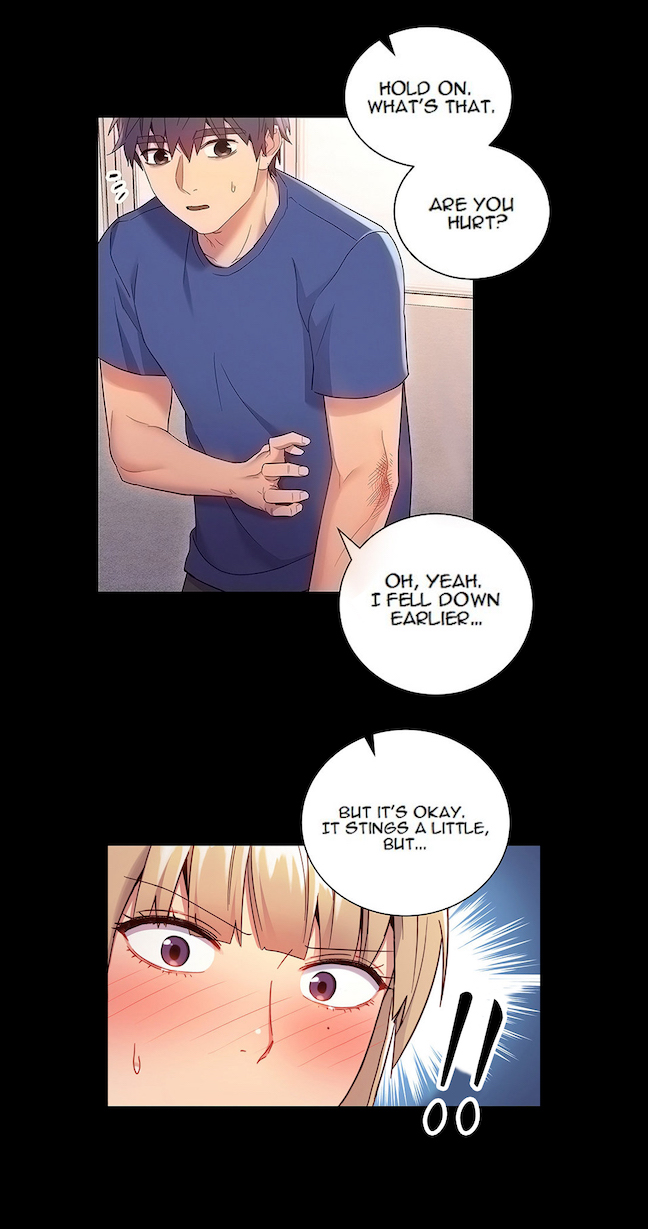 HOLD ON.
WHAT'S THAT.
ARE YOU
HURT?
OH, YEAH.
I FELL DOWN
EARLIER...
BUT IT'S OKAY.
IT STINGS A LITTLE,
BUT...
!!